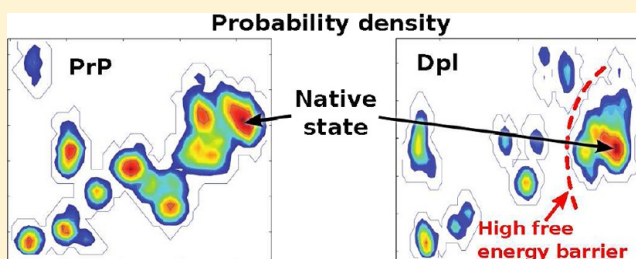 Probability density
PrP
Dpl
Native
state
High free
energy barrier